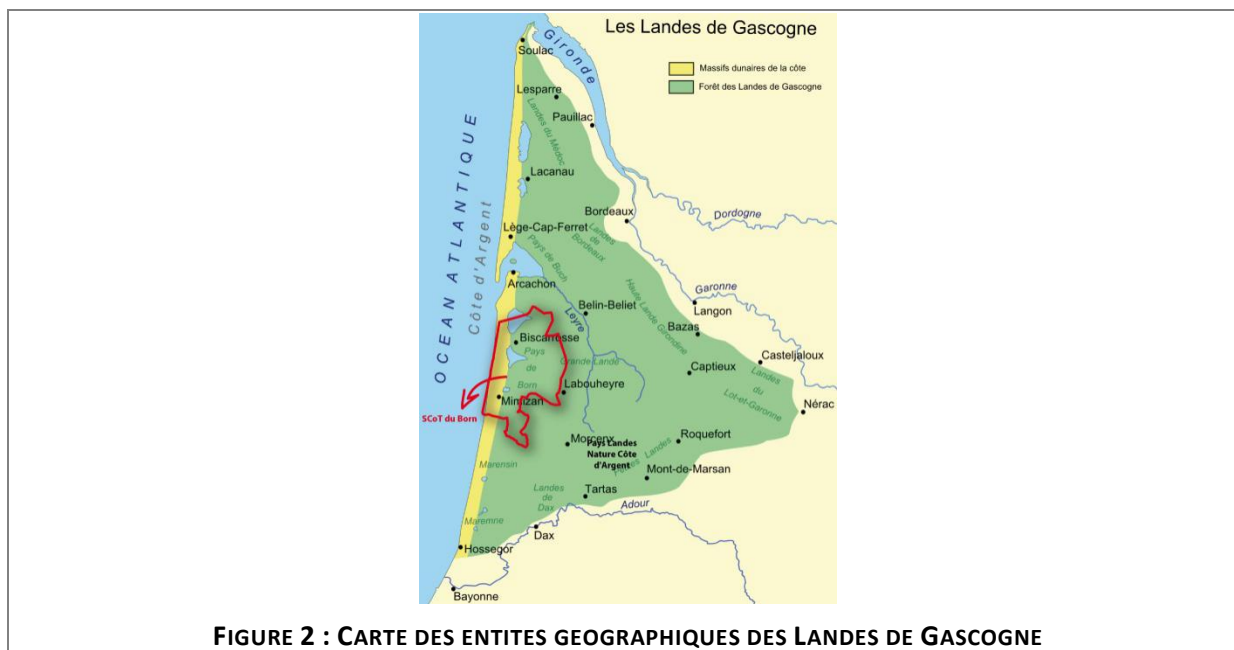 Les Landes de Gascogne
Massifs dunaires de la côte
Forêt des Landes de Gascogne
Gironde
Soulac
Lesparre
Pauillac
Landes du Médoc
OCEAN ATLANTIQUE
Côte d'Argent
Lacanau
Bordeaux
Dordogne
Lège-Cap-Ferret
Landes
de
Bordeaux
Pays de Buch
Arcachon
Garonne
Langon
Haute Lande Girondine
Belin-Beliet
Leyre
Bazas
Biscarrosse
Pays
de
Born
Grande Lande
Captieux
Casteljaloux
Landes
du
Lot-et-Garonne
Labouheyre
Mimizan
SCoT du Born
Nérac
Morcenx
Roquefort
Pays Landes
Nature Côte
d'Argent
Petites Landes
Marensin
Mont-de-Marsan
Landes
de
Dax
Tartas
Adour
Maremne
Dax
Hossegor
Bayonne
FIGURE 2 : CARTE DES ENTITES GEOGRAPHIQUES DES LANDES DE GASCOGNE